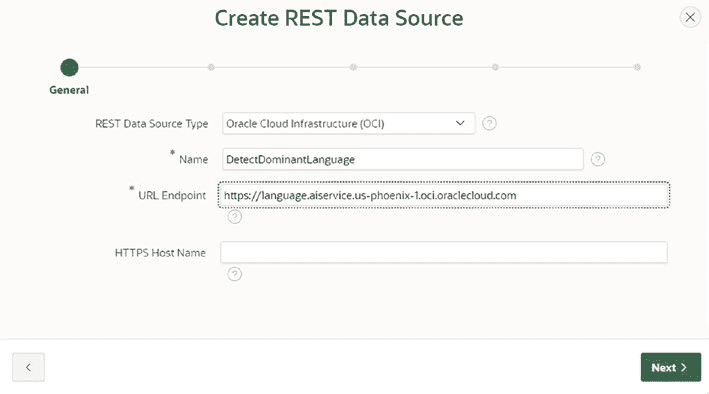 Create REST Data Source
General
REST Data Source Type Oracle Cloud Infrastructure (OCI) ?
* Name DetectDominantLanguage ?
* URL Endpoint https://language.aiservice.us-phoenix-1.oci.oraclecloud.com
?
HTTPS Host Name
?
Next